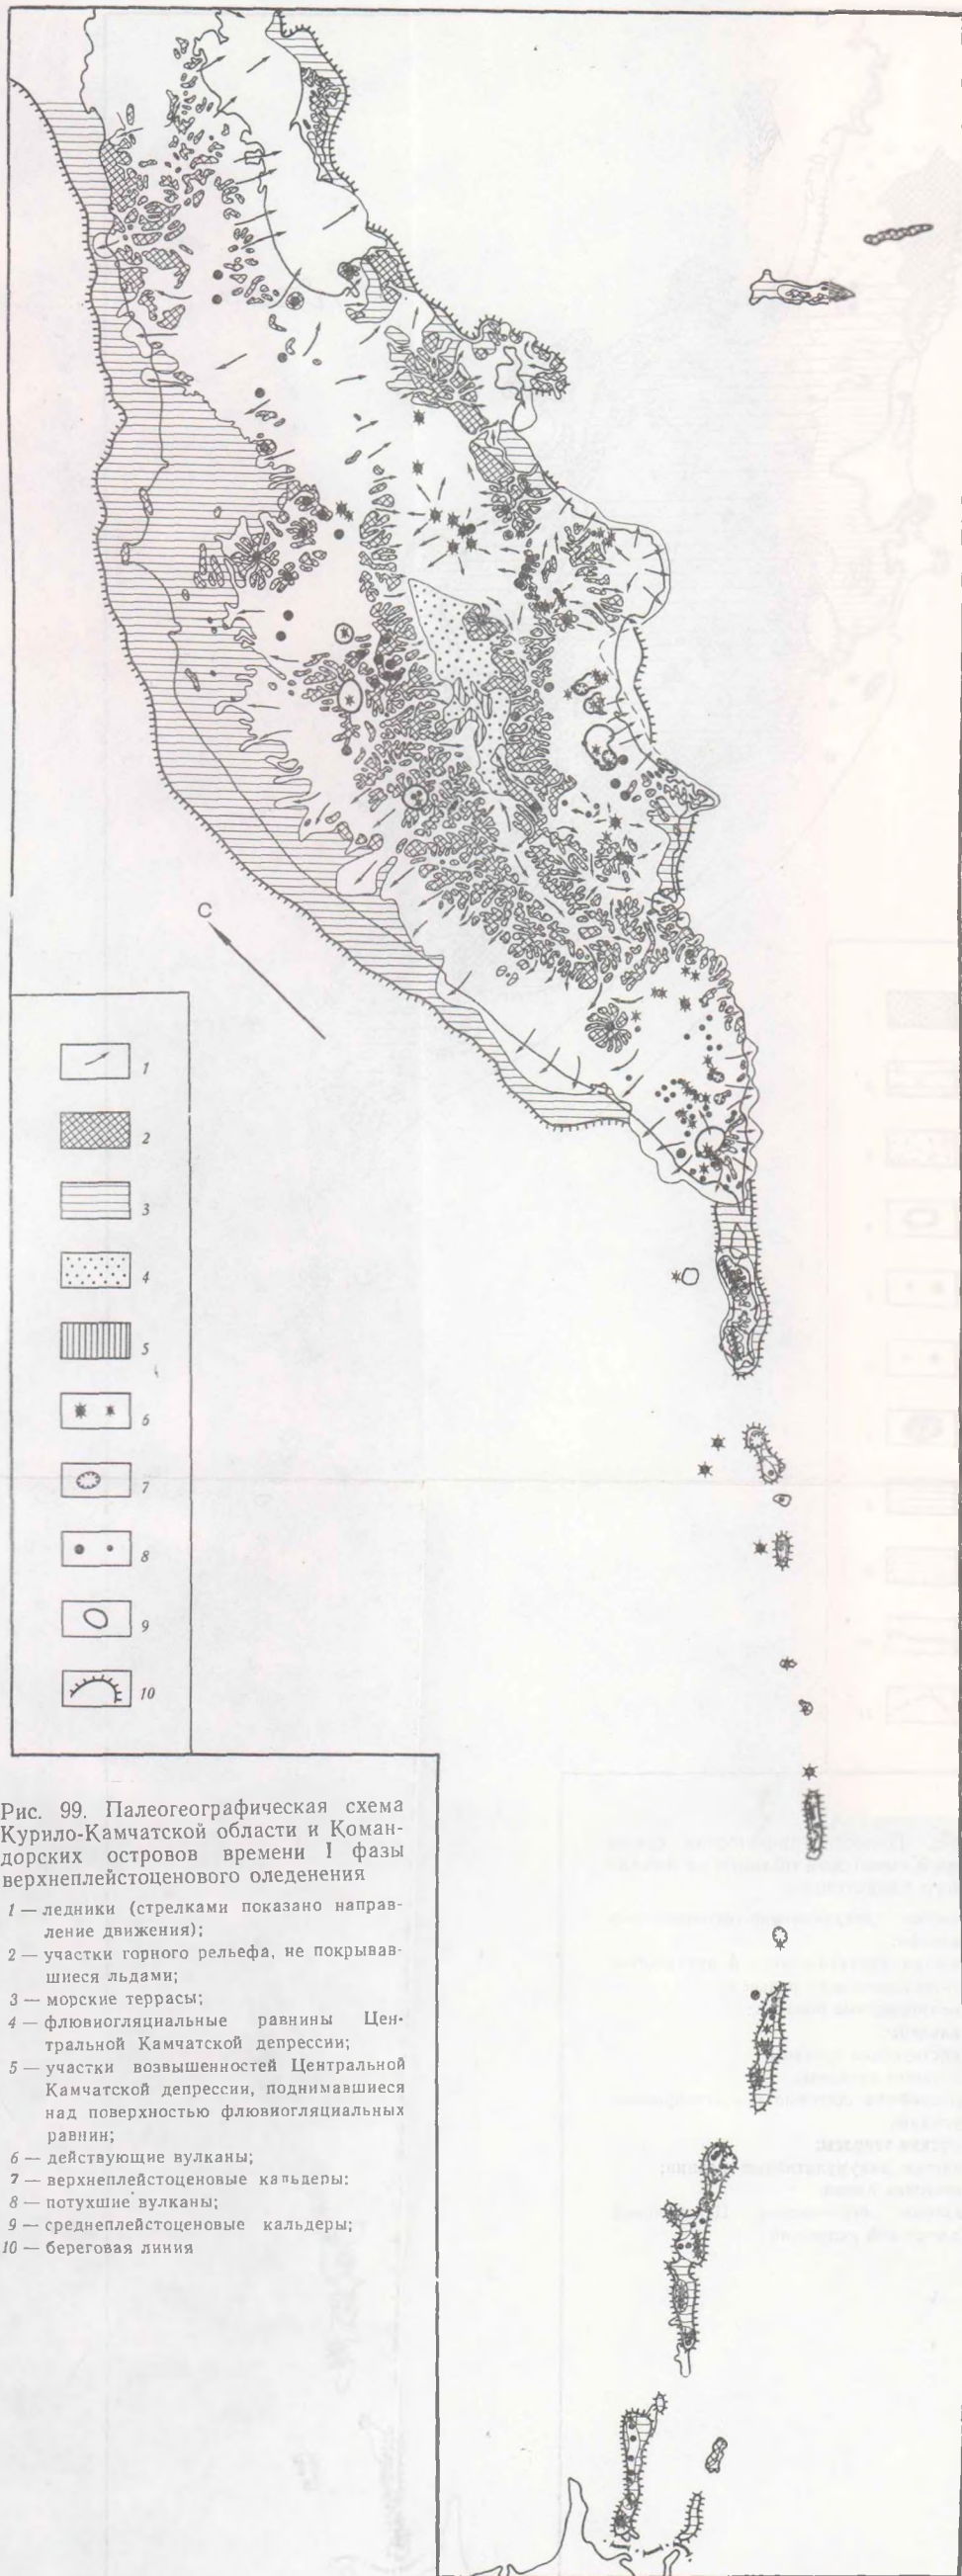 С
1
2
3
4
5
6
7
8
9
10
Рис. 99. Палеогеографическая схема
Курило-Камчатской области и Коман-
дорских островов времени I фазы
верхнеплейстоценового оледенения
1 — ледники (стрелками показано направ-
ление движения);
2 — участки горного рельефа, не покрывав-
шиеся льдами;
3 — морские террасы;
4 — флювиогляциальные равнины Цен-
тральной Камчатской депрессии;
5 — участки возвышенностей Центральной
Камчатской депрессии, поднимавшиеся
над поверхностью флювиогляциальных
равнин;
6 — действующие вулканы;
7 — верхнеплейстоценовые кальдеры;
8 — потухшие вулканы;
9 — среднеплейстоценовые кальдеры;
10 — береговая линия